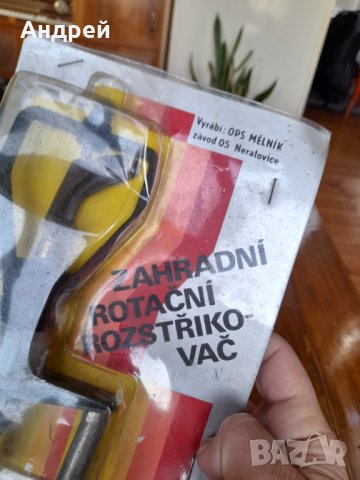 Андрей
Vyrábí: OPS MĚLNÍK
závod 05 Neratovice
ZAHRADNÍ
ROTAČNÍ
ROZSTŘIKO-
VAČ
BAZAR